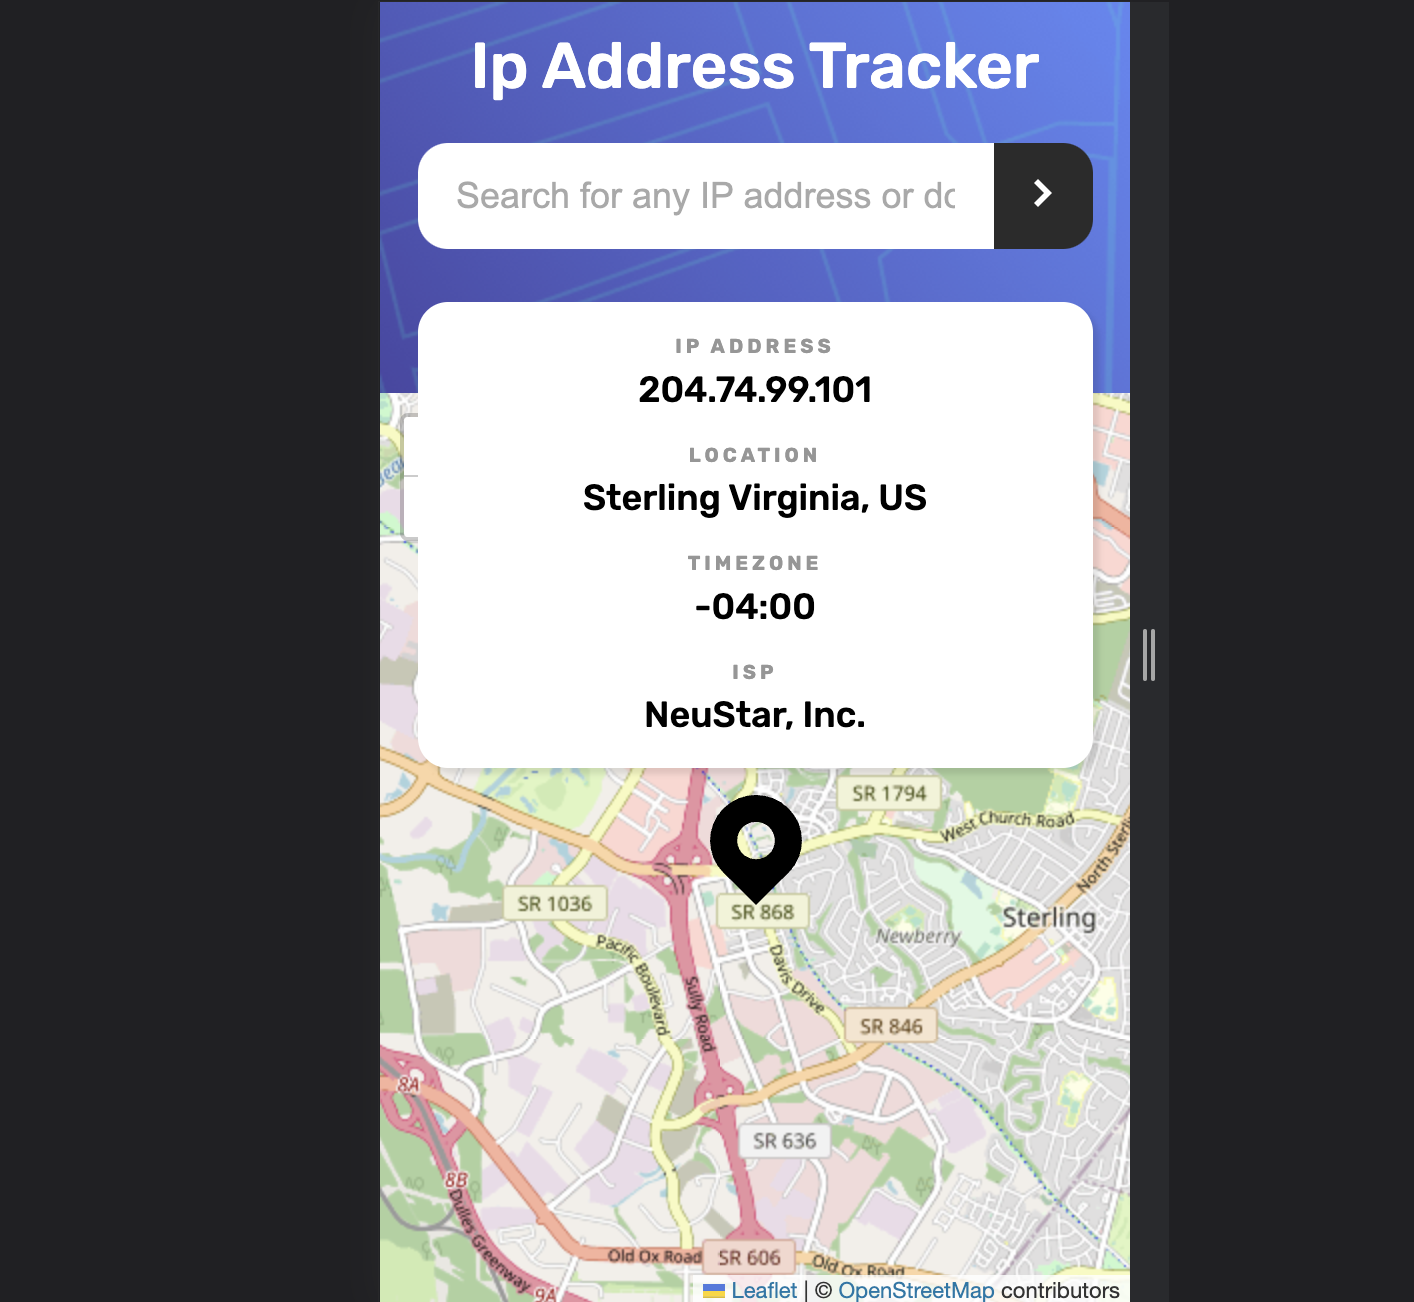 Ip Address Tracker
Search for any IP address or dc
IP ADDRESS
204.74.99.101
LOCATION
Sterling Virginia, US
TIMEZONE
-04:00
ISP
NeuStar, Inc.
SR 1794
West Church Road
North Sterli
SR 1036
SR 868
Sterling
Newberry
Pacific Boulevard
Davis Drive
Sully Road
SR 846
8A
SR 636
8B
Dulles Greenway
Old Ox Road
SR 606
Old Ox Road
9A
Leaflet | © OpenStreetMap contributors